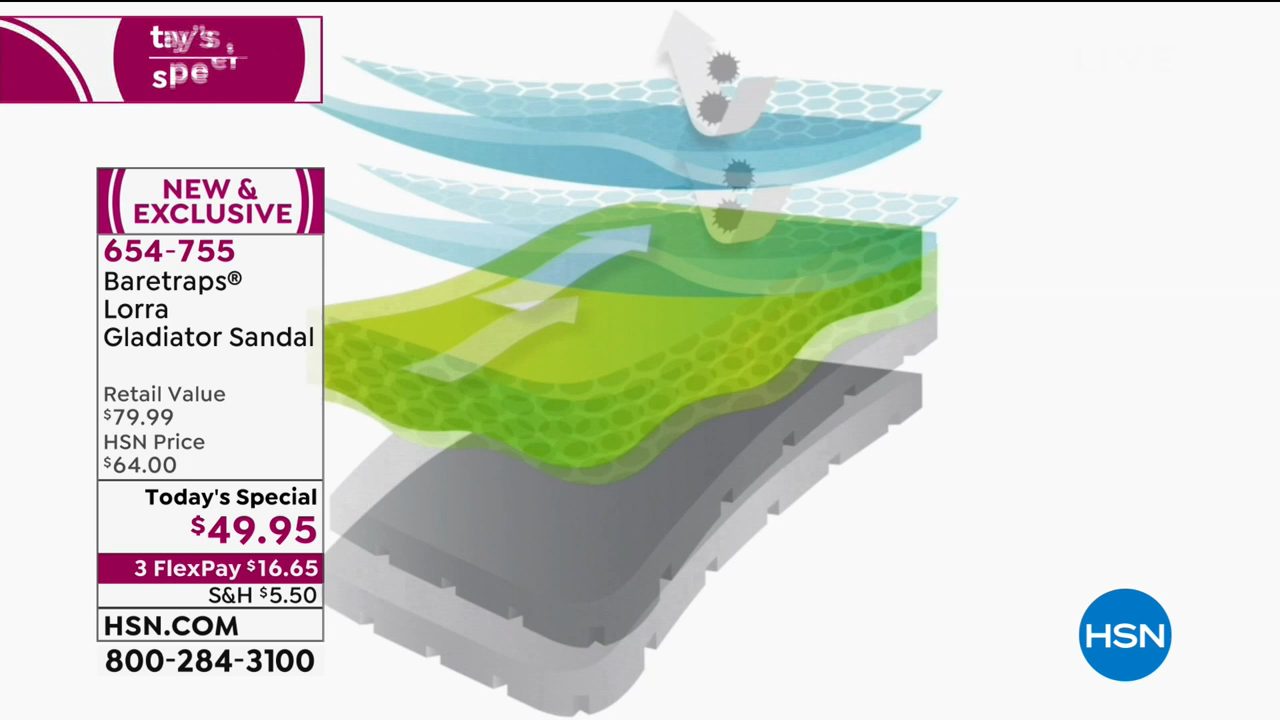 NEW &
EXCLUSIVE
654-755
Baretraps®
Lorra
Gladiator Sandal
Retail Value
$79.99
HSN Price
$64.00
Today's Special
$49.95
3 FlexPay $16.65
S&H $5.50
HSN.COM
800-284-3100
LIVE
HSN